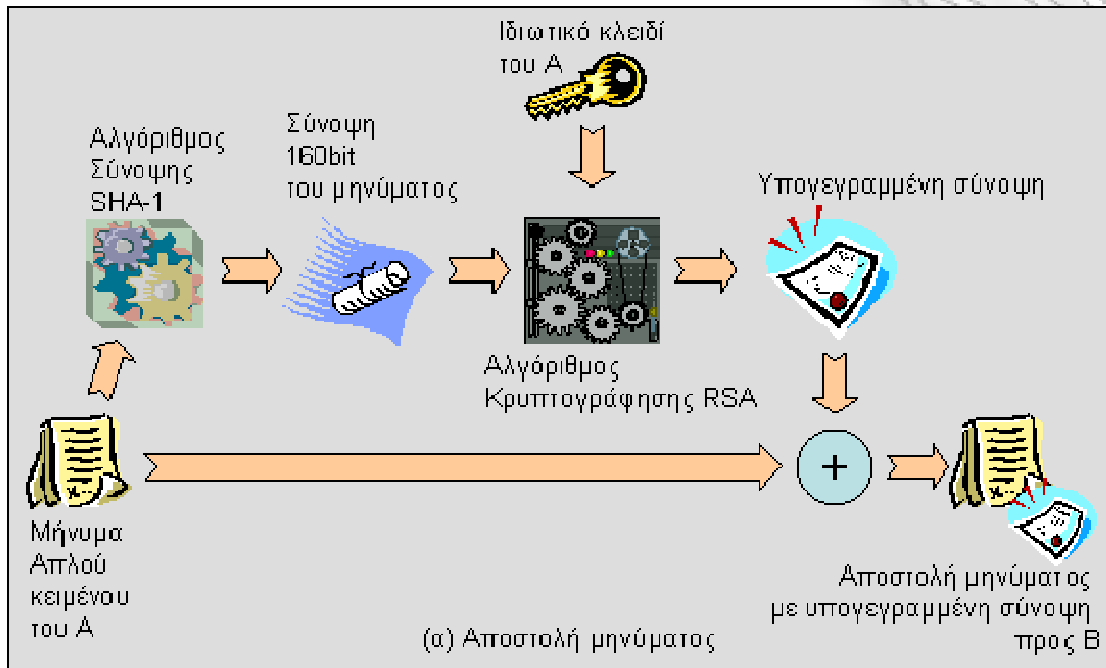 Ιδιωτικό κλειδί
του Α
Αλγόριθμος
Σύνοψης
SHA-1
Σύνοψη
160bit
του μηνύματος
Υπογεγραμμένη σύνοψη
Αλγόριθμος
Κρυπτογράφησης RSA
+
Μήνυμα
Απλού
κειμένου
του Α
Αποστολή μηνύματος
με υπογεγραμμένη σύνοψη
προς Β
(α) Αποστολή μηνύματος